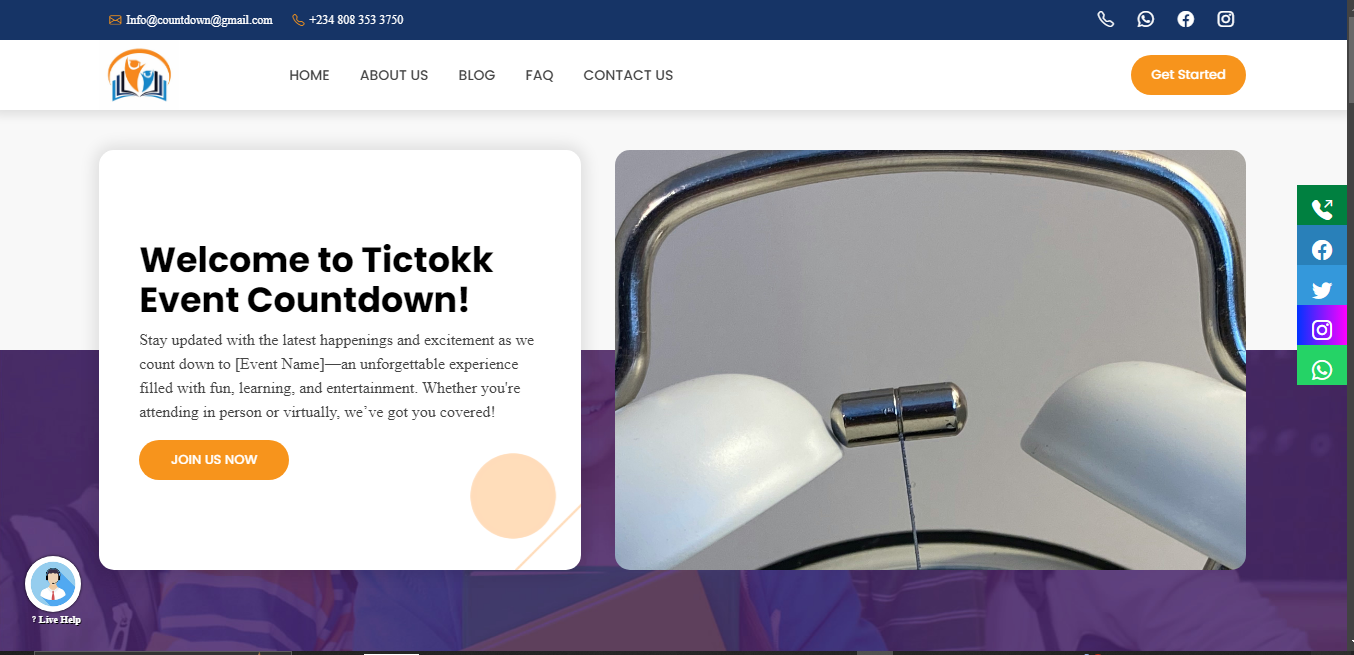 Info@countdown@gmail.com +234 808 353 3750
HOME ABOUT US BLOG FAQ CONTACT US Get Started
Welcome to Tictokk
Event Countdown!
Stay updated with the latest happenings and excitement as we
count down to [Event Name]—an unforgettable experience
filled with fun, learning, and entertainment. Whether you're
attending in person or virtually, we’ve got you covered!
JOIN US NOW
? Live Help